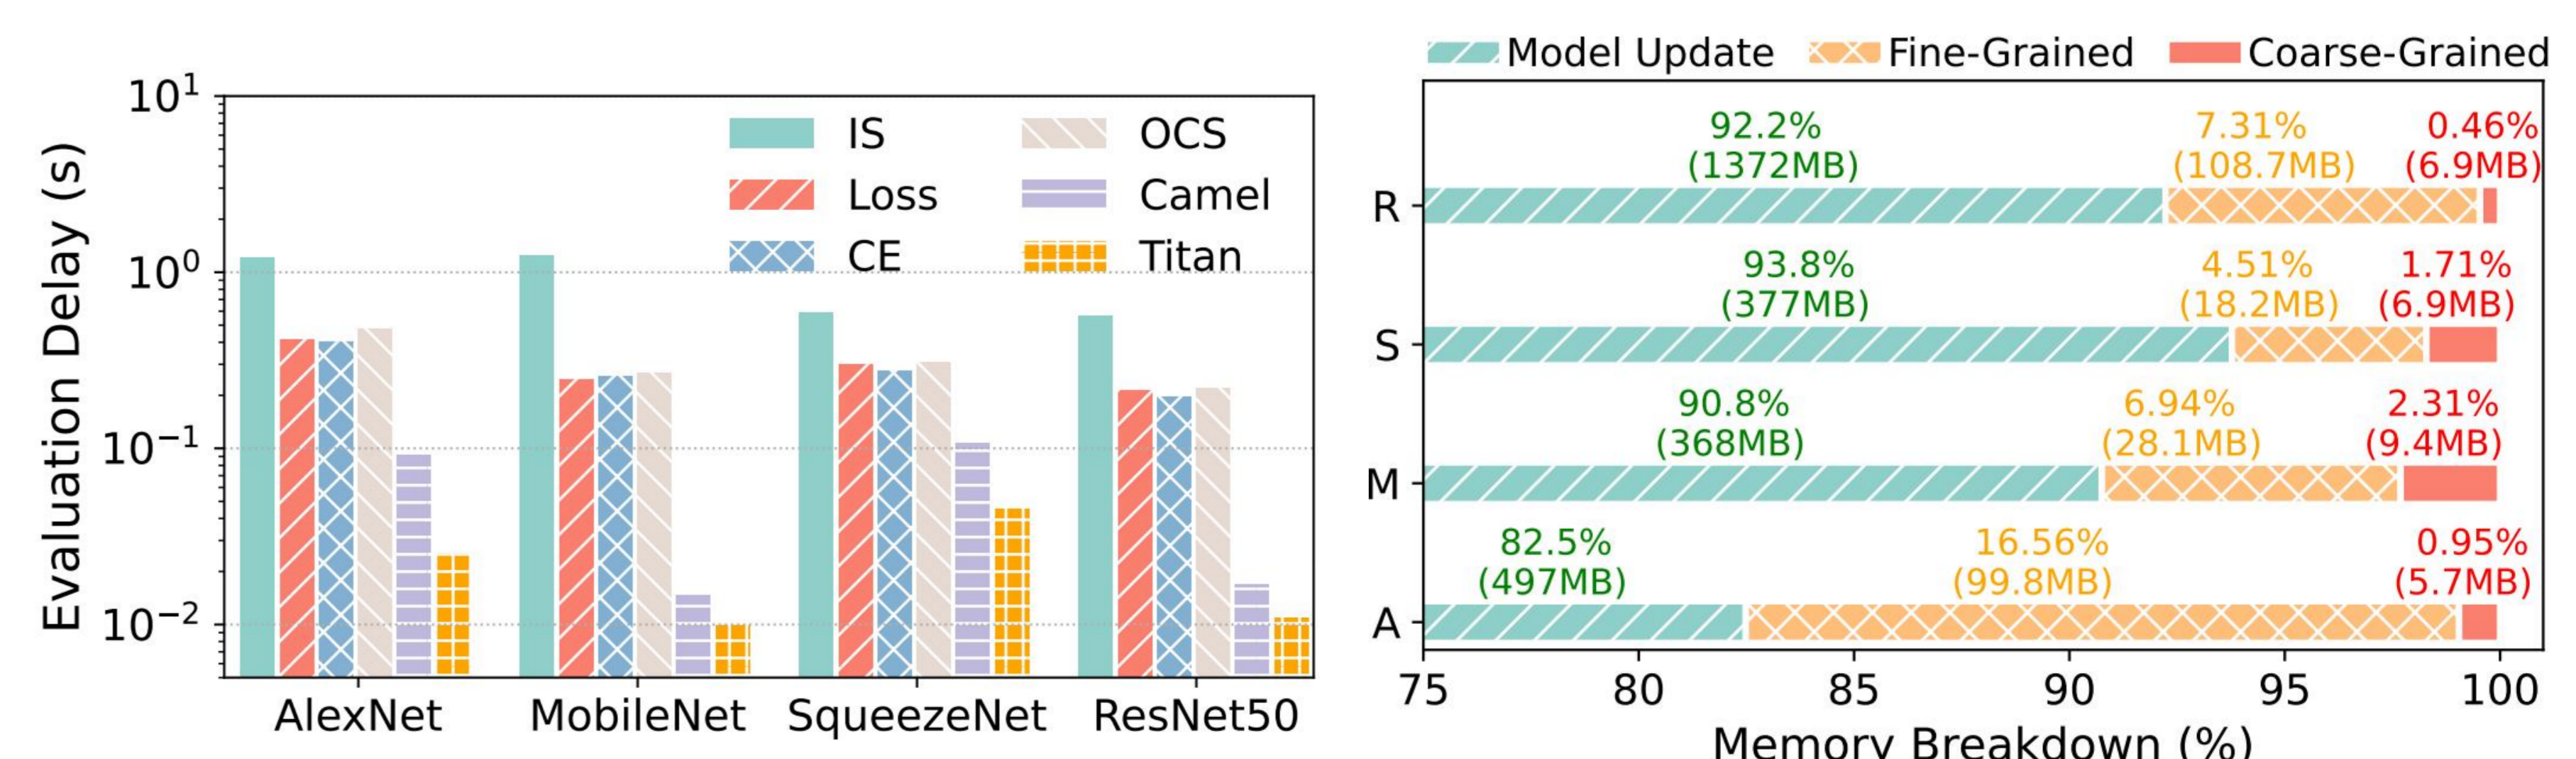 Evaluation Delay (s)
10^1
10^0
10^-1
10^-2
IS
Loss
CE
OCS
Camel
Titan
AlexNet MobileNet SqueezeNet ResNet50
Model Update Fine-Grained Coarse-Grained
92.2% 7.31% 0.46%
(1372MB) (108.7MB) (6.9MB)
R
93.8% 4.51% 1.71%
(377MB) (18.2MB) (6.9MB)
S
90.8% 6.94% 2.31%
(368MB) (28.1MB) (9.4MB)
M
82.5% 16.56% 0.95%
(497MB) (99.8MB) (5.7MB)
A
75 80 85 90 95 100
Memory Breakdown (%)